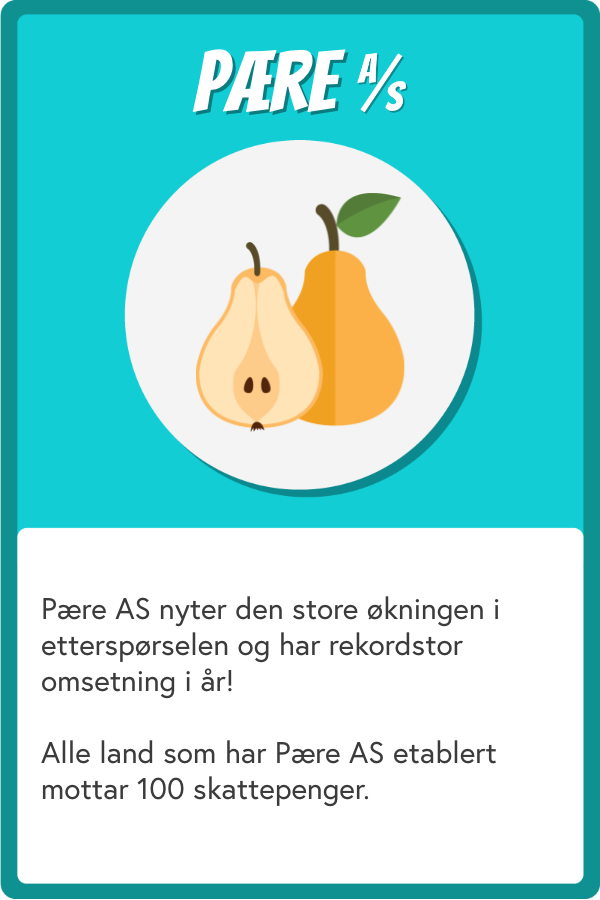 PÆRE A/S
Pære AS nyter den store økningen i
etterspørselen og har rekordstor
omsetning i år!
Alle land som har Pære AS etablert
mottar 100 skattepenger.